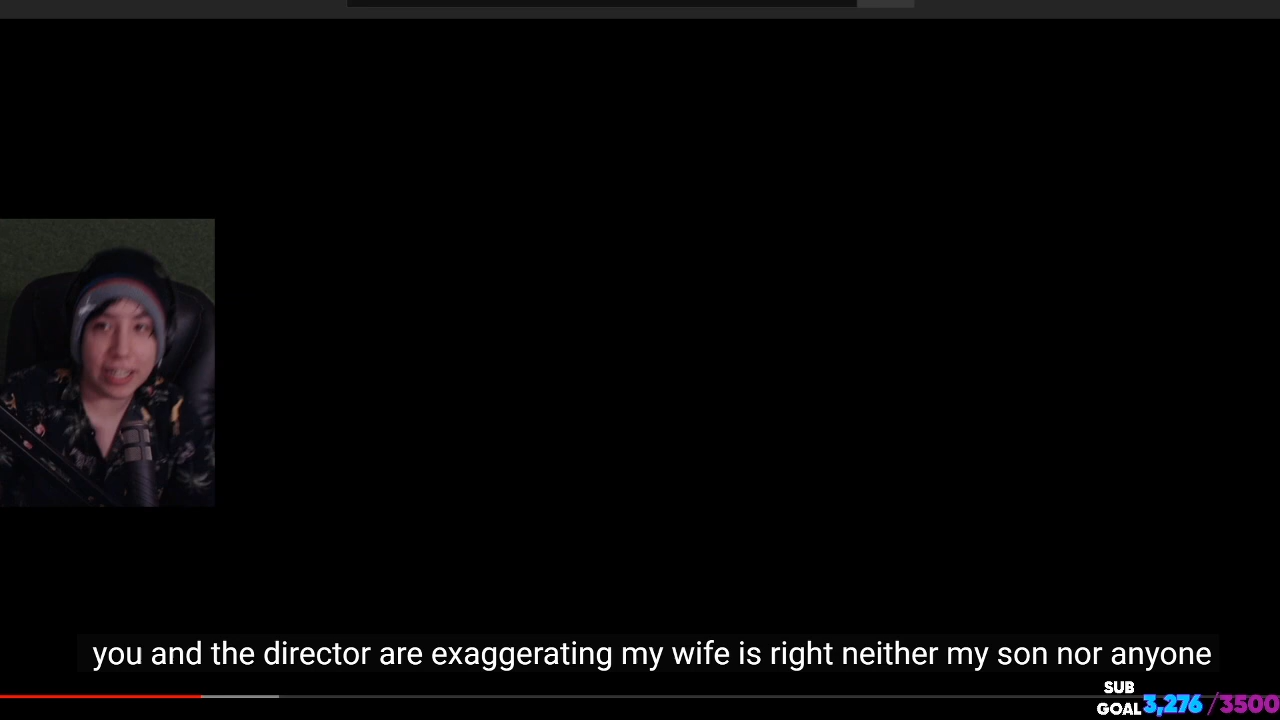 you and the director are exaggerating my wife is right neither my son nor anyone
SUB
GOAL 3,276 / 3500